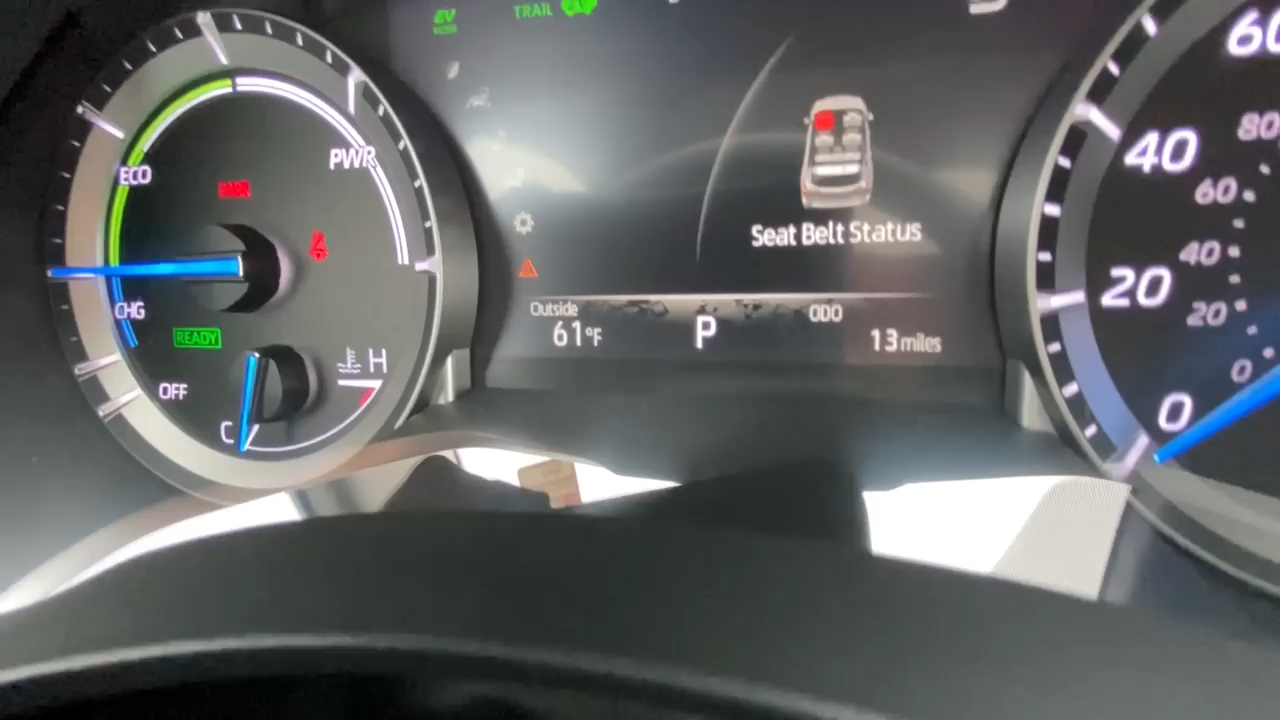 EV
TRAIL
ECO
PWR
CHG
READY
OFF
H
C
Seat Belt Status
Outside
61°F
P
ODO
13 miles
60
40
20
0
80
60
40
20
0